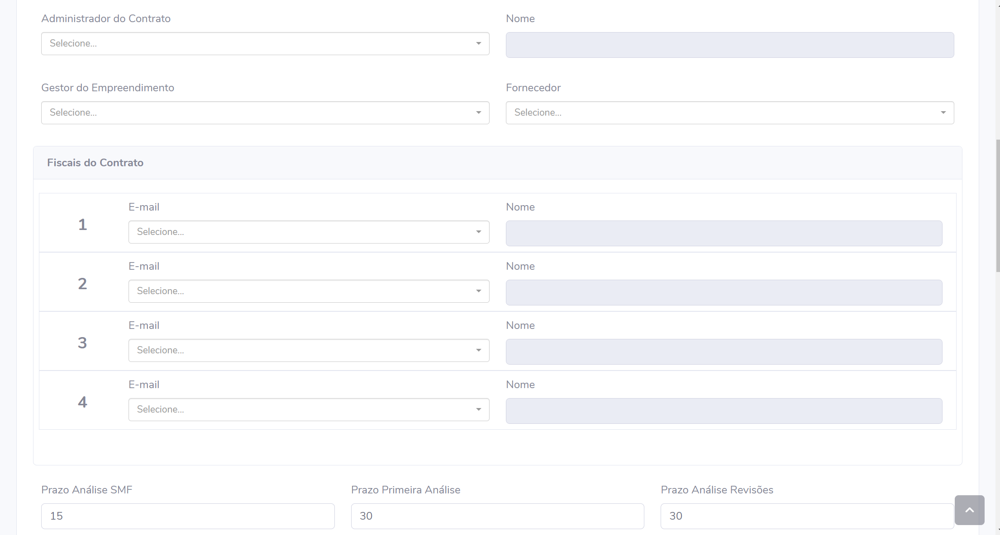 Administrador do Contrato
Nome
Selecione...
Gestor do Empreendimento
Fornecedor
Selecione...
Selecione...
Fiscais do Contrato
1
E-mail
Nome
Selecione...
2
E-mail
Nome
Selecione...
3
E-mail
Nome
Selecione...
4
E-mail
Nome
Selecione...
Prazo Análise SMF
Prazo Primeira Análise
Prazo Análise Revisões
15
30
30